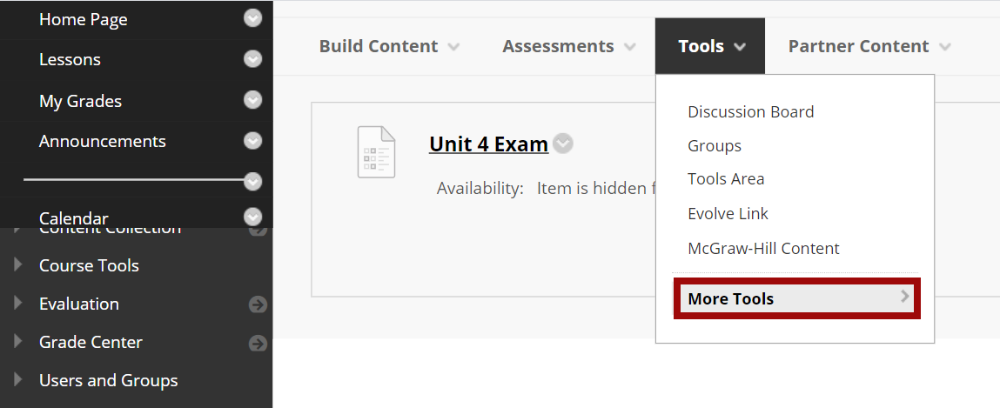 Home Page
Lessons
My Grades
Announcements
Calendar
Content Collection
Course Tools
Evaluation
Grade Center
Users and Groups
Build Content
Assessments
Tools
Partner Content
Unit 4 Exam
Availability: Item is hidden f
Discussion Board
Groups
Tools Area
Evolve Link
McGraw-Hill Content
More Tools